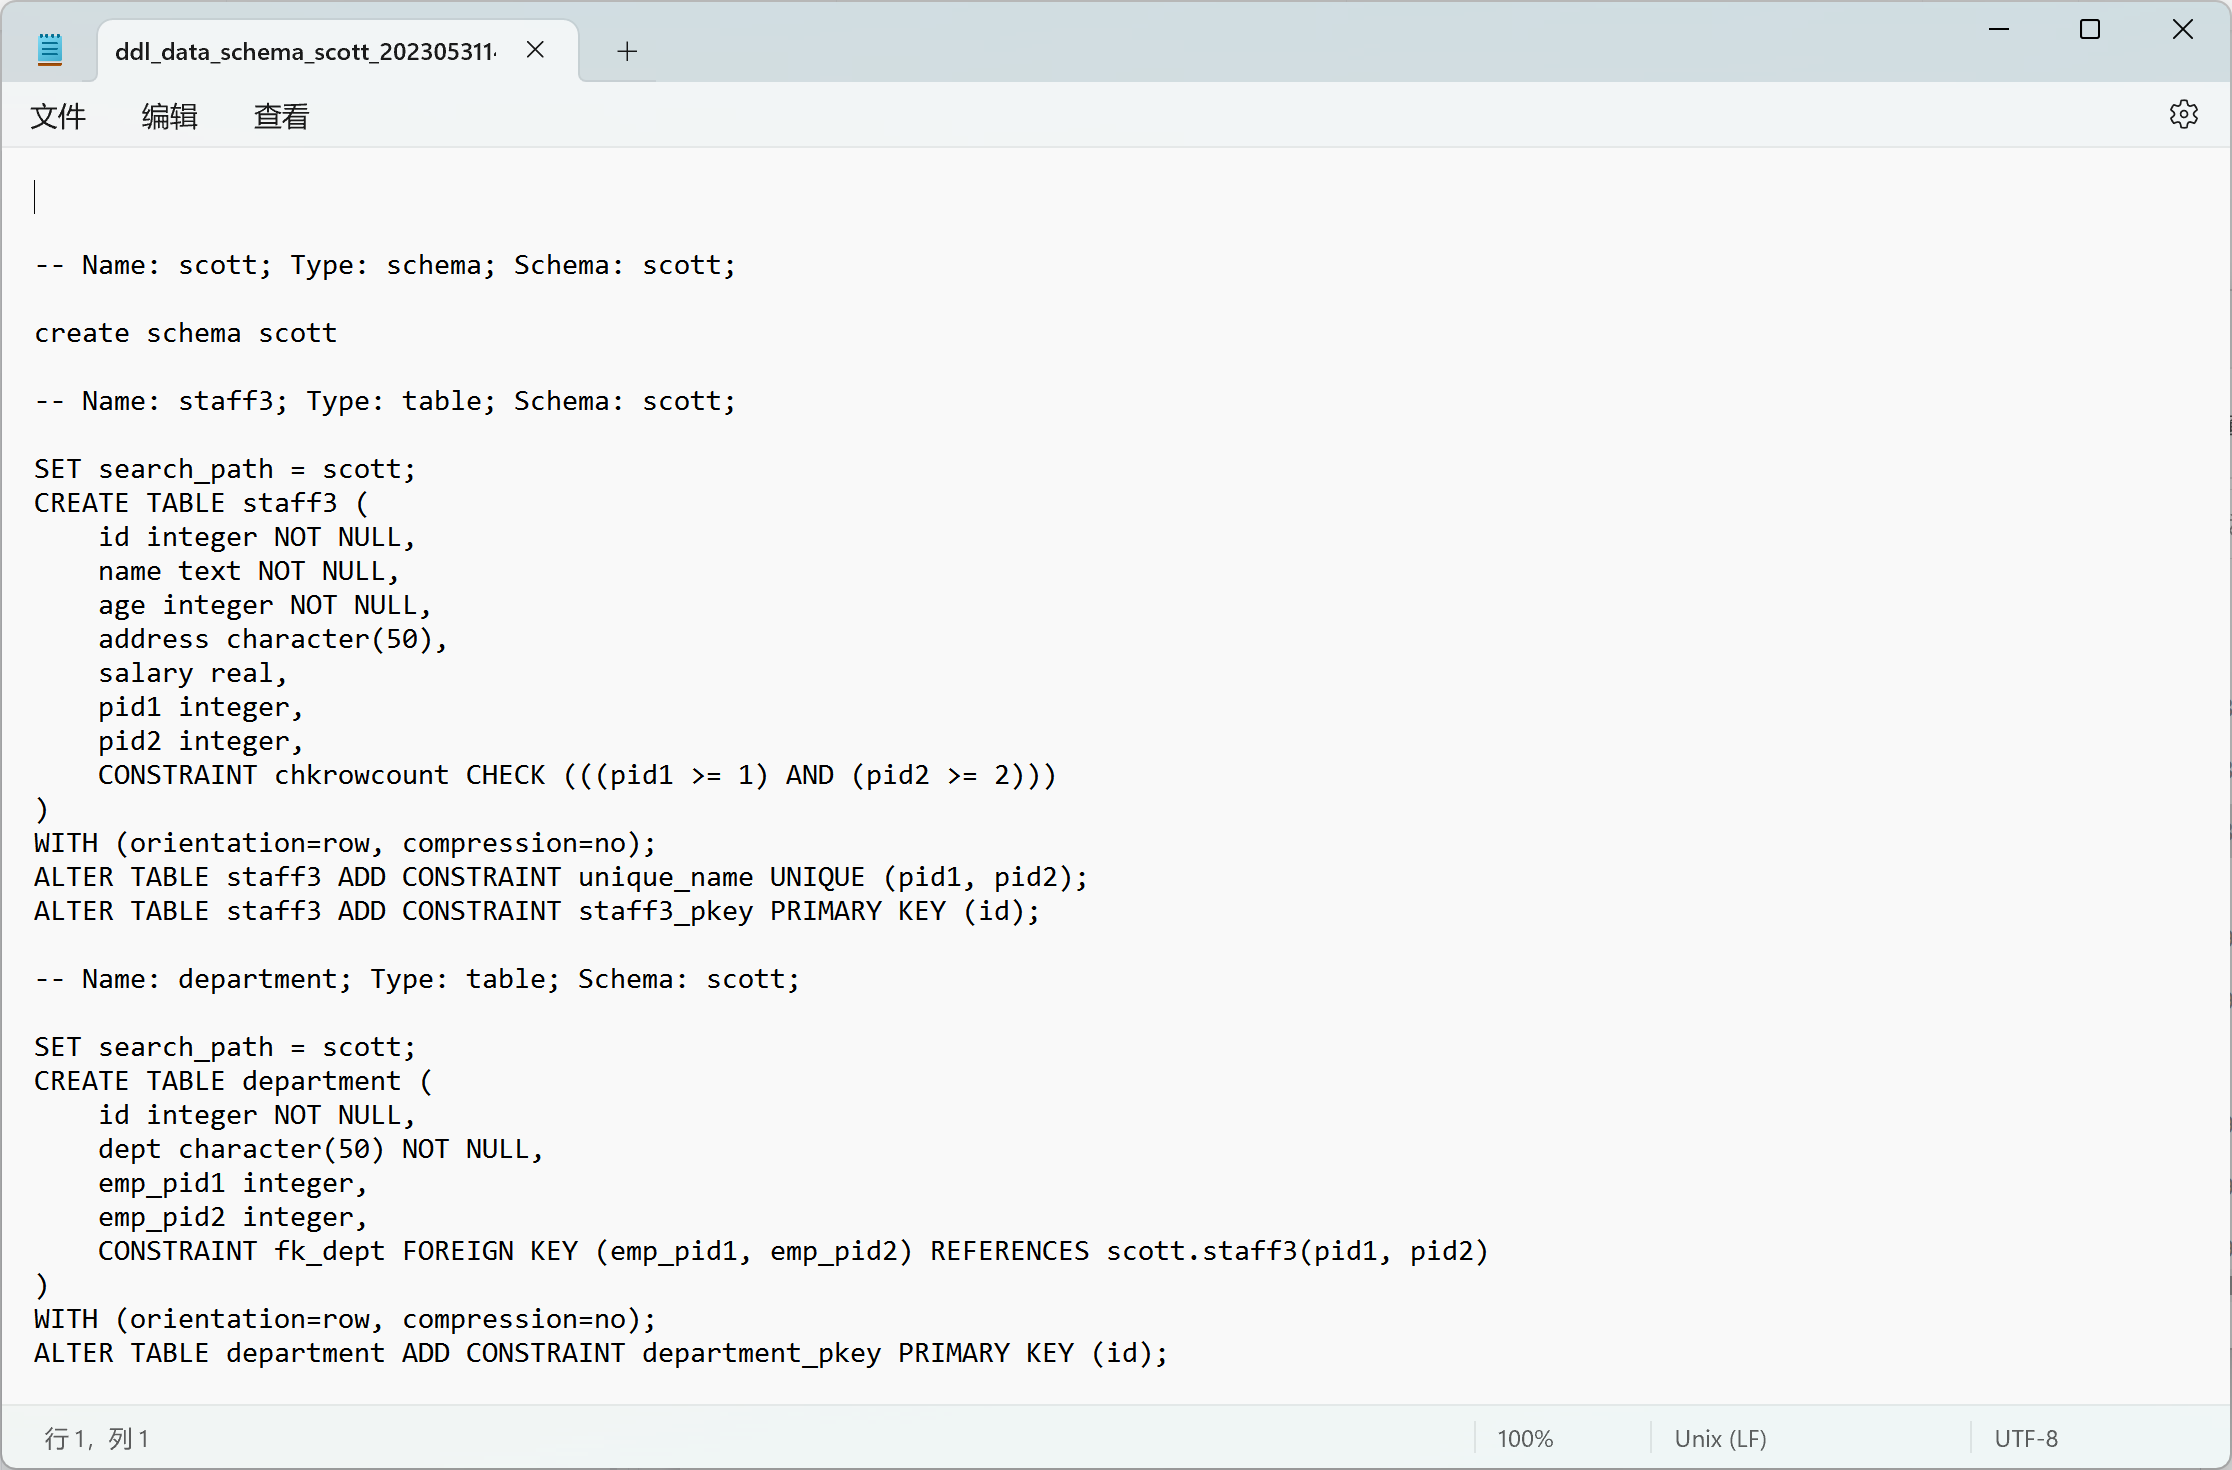 ddl_data_schema_scott_202305311
文件 编辑 查看
-- Name: scott; Type: schema; Schema: scott;
create schema scott
-- Name: staff3; Type: table; Schema: scott;
SET search_path = scott;
CREATE TABLE staff3 (
    id integer NOT NULL,
    name text NOT NULL,
    age integer NOT NULL,
    address character(50),
    salary real,
    pid1 integer,
    pid2 integer,
    CONSTRAINT chkrowcount CHECK (((pid1 >= 1) AND (pid2 >= 2)))
)
WITH (orientation=row, compression=no);
ALTER TABLE staff3 ADD CONSTRAINT unique_name UNIQUE (pid1, pid2);
ALTER TABLE staff3 ADD CONSTRAINT staff3_pkey PRIMARY KEY (id);
-- Name: department; Type: table; Schema: scott;
SET search_path = scott;
CREATE TABLE department (
    id integer NOT NULL,
    dept character(50) NOT NULL,
    emp_pid1 integer,
    emp_pid2 integer,
    CONSTRAINT fk_dept FOREIGN KEY (emp_pid1, emp_pid2) REFERENCES scott.staff3(pid1, pid2)
)
WITH (orientation=row, compression=no);
ALTER TABLE department ADD CONSTRAINT department_pkey PRIMARY KEY (id);
行 1, 列 1 100% Unix (LF) UTF-8